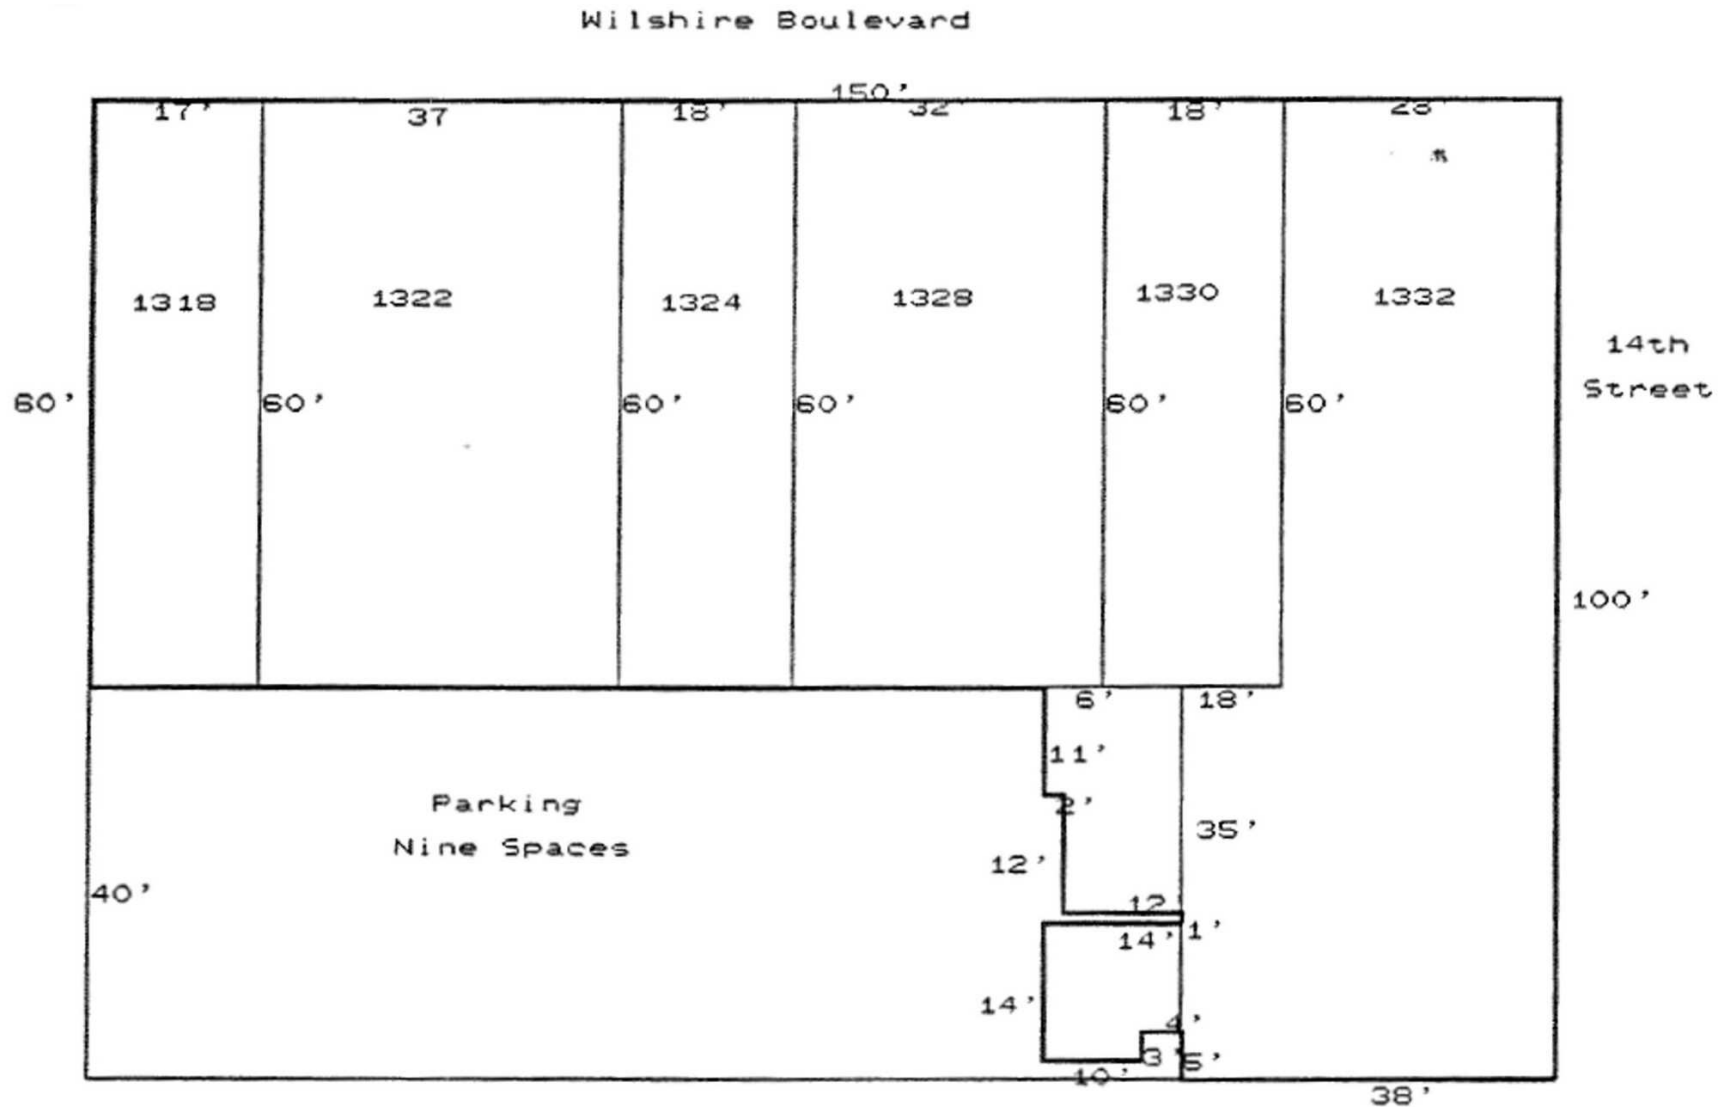 Wilshire Boulevard
150'
17' 37 18' 32 18' 28
1318 1322 1324 1328 1330 1332
14th
Street
60' 60' 60' 60' 60' 60'
100'
6' 18'
11'
Parking 2'
Nine Spaces
35'
12'
40'
12'
14' 1'
14'
4'
3' 5'
10'
38'